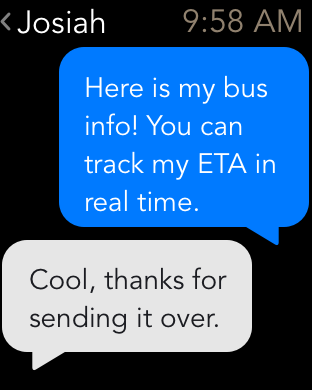 Josiah 9:58 AM
Here is my bus
info! You can
track my ETA in
real time.
Cool, thanks for
sending it over.